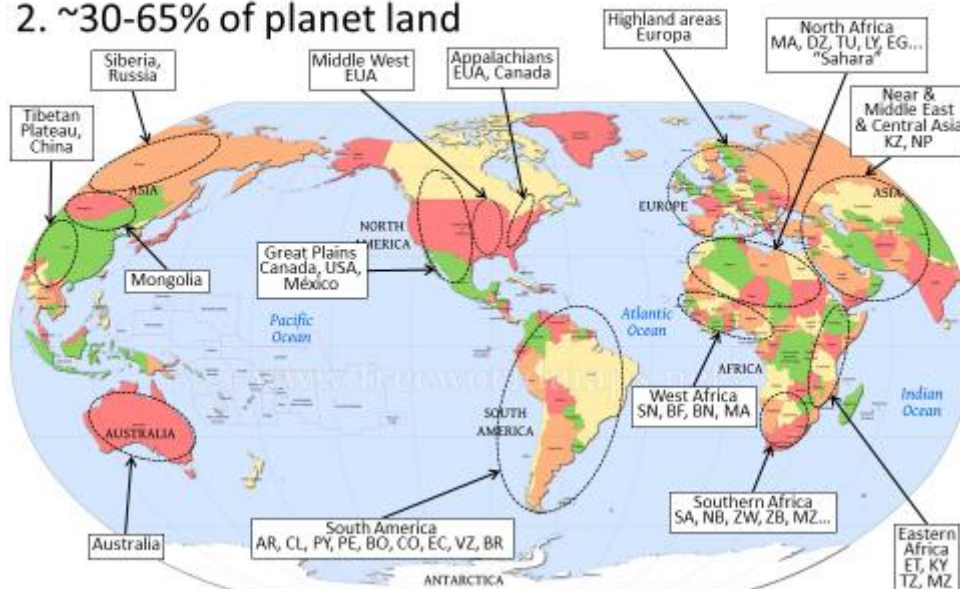 2. ~30-65% of planet land
Siberia,
Russia
Middle West
EUA
Appalachians
EUA, Canada
Highland areas
Europa
North Africa
MA, DZ, TU, LY, EG...
"Sahara"
Tibetan
Plateau,
China
Near &
Middle East
& Central Asia
KZ, NP
ASIA
ASIA
EUROPE
NORTH
AMERICA
Mongolia
Great Plains
Canada, USA,
México
Pacific
Ocean
Atlantic
Ocean
AFRICA
West Africa
SN, BF, BN, MA
Indian
Ocean
SOUTH
AMERICA
AUSTRALIA
Southern Africa
SA, NB, ZW, ZB, MZ...
Australia
South America
AR, CL, PY, PE, BO, CO, EC, VZ, BR
Eastern
Africa
ET, KY
TZ, MZ
ANTARCTICA